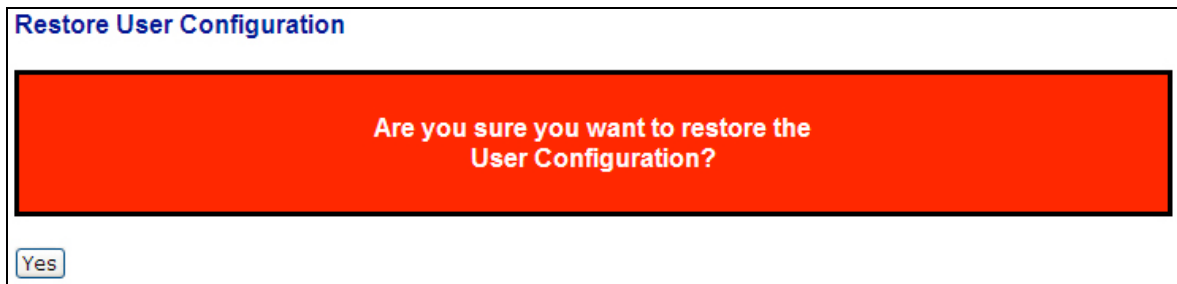 Restore User Configuration
Are you sure you want to restore the
User Configuration?
Yes